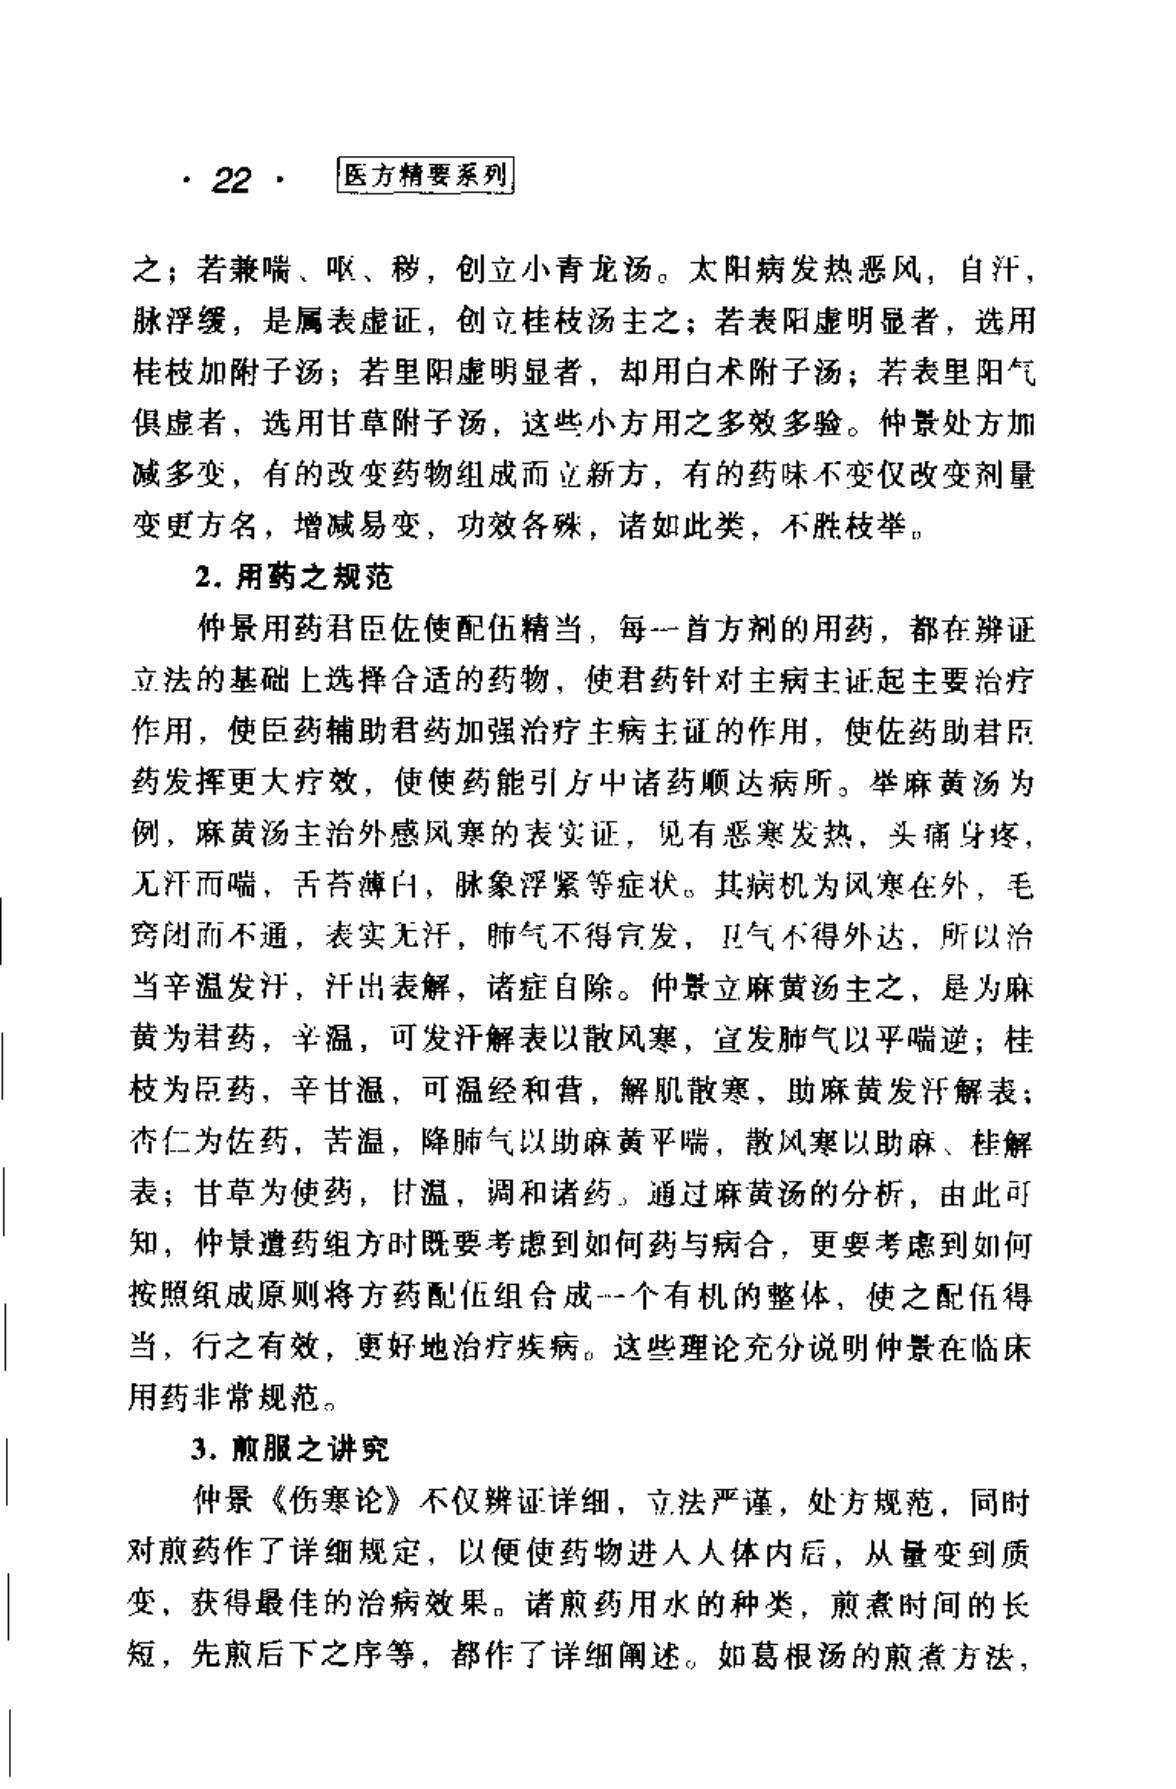 · 22 · 医方精要系列
之；若兼喘、呕、秽，创立小青龙汤。太阳病发热恶风，自汗，
脉浮缓，是属表虚证，创立桂枝汤主之；若表阳虚明显者，选用
桂枝加附子汤；若里阳虚明显者，却用白术附子汤；若表里阳气
俱虚者，选用甘草附子汤，这些小方用之多效多验。仲景处方加
减多变，有的改变药物组成而立新方，有的药味不变仅改变剂量
变更方名，增减易变，功效各殊，诸如此类，不胜枝举。
2. 用药之规范
仲景用药君臣佐使配伍精当，每一首方剂的用药，都在辨证
立法的基础上选择合适的药物，使君药针对主病主证起主要治疗
作用，使臣药辅助君药加强治疗主病主证的作用，使佐药助君臣
药发挥更大疗效，使使药能引方中诸药顺达病所。举麻黄汤为
例，麻黄汤主治外感风寒的表实证，见有恶寒发热，头痛身疼，
无汗而喘，舌苔薄白，脉象浮紧等症状。其病机为风寒在外，毛
窍闭而不通，表实无汗，肺气不得宣发，卫气不得外达，所以治
当辛温发汗，汗出表解，诸症自除。仲景立麻黄汤主之，是为麻
黄为君药，辛温，可发汗解表以散风寒，宣发肺气以平喘逆；桂
枝为臣药，辛甘温，可温经和营，解肌散寒，助麻黄发汗解表；
杏仁为佐药，苦温，降肺气以助麻黄平喘，散风寒以助麻、桂解
表；甘草为使药，甘温，调和诸药。通过麻黄汤的分析，由此可
知，仲景遣药组方时既要考虑到如何药与病合，更要考虑到如何
按照组成原则将方药配伍组合成一个有机的整体，使之配伍得
当，行之有效，更好地治疗疾病。这些理论充分说明仲景在临床
用药非常规范。
3. 煎服之讲究
仲景《伤寒论》不仅辨证详细，立法严谨，处方规范，同时
对煎药作了详细规定，以便使药物进人人体内后，从量变到质
变，获得最佳的治病效果。诸煎药用水的种类，煎煮时间的长
短，先煎后下之序等，都作了详细阐述。如葛根汤的煎煮方法，